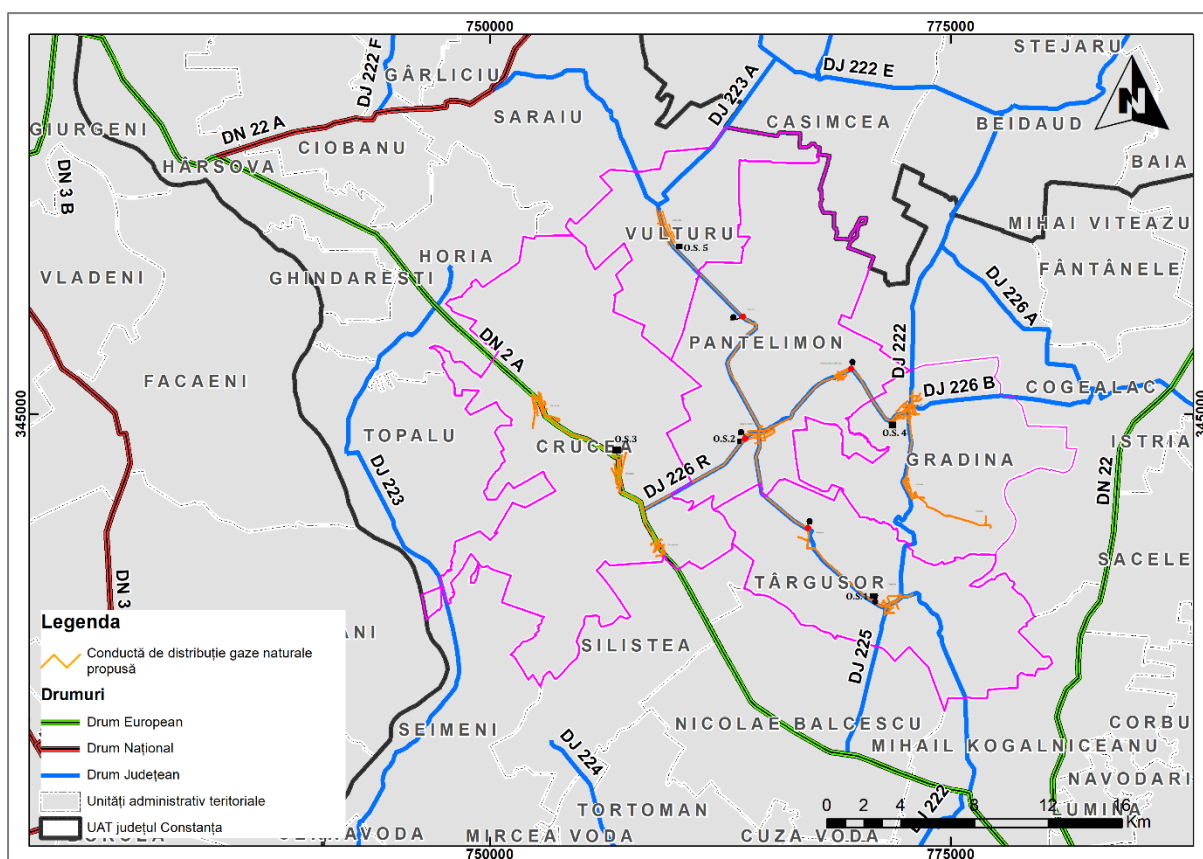 750000
775000
STEJARU
DJ 222 F
GÂRLICIU
DJ 222 E
DJ 223 A
SARAIU
CASIMCEA
BEIDAUD
N
GIURGENI
DN 22 A
CIOBANU
HÂRSOVA
BAIA
DN 3 B
MIHAI VITEAZU
VULTURU
O.S. 5
HORIA
GHINDARESTI
FÂNTÂNELE
VLADENI
DJ 226 A
DN 2 A
PANTELIMON
DJ 222
FACAENI
DJ 226 B
COGEALAC
345000
345000
TOPALU
CRUCEA
O.S.3
O.S.2
O.S. 4
ISTRIA
GRADINA
DJ 226 R
DN 22
DJ 223
DN 3
SACELE
TÂRGUSOR
O.S.1
Legenda
Conductă de distribuție gaze naturale
propusă
Drumuri
Drum European
Drum Național
Drum Județean
Unități administrativ teritoriale
UAT județul Constanța
ANI
SILISTEA
DJ 225
SEIMENI
NICOLAE BALCESCU
MIHAIL KOGALNICEANU
CORBU
NAVODARI
DJ 224
TORTOMAN
LUMINA
0 2 4 8 12 16
Km
DJ 222
MIRCEA VODA
CUZA VODA
750000
775000